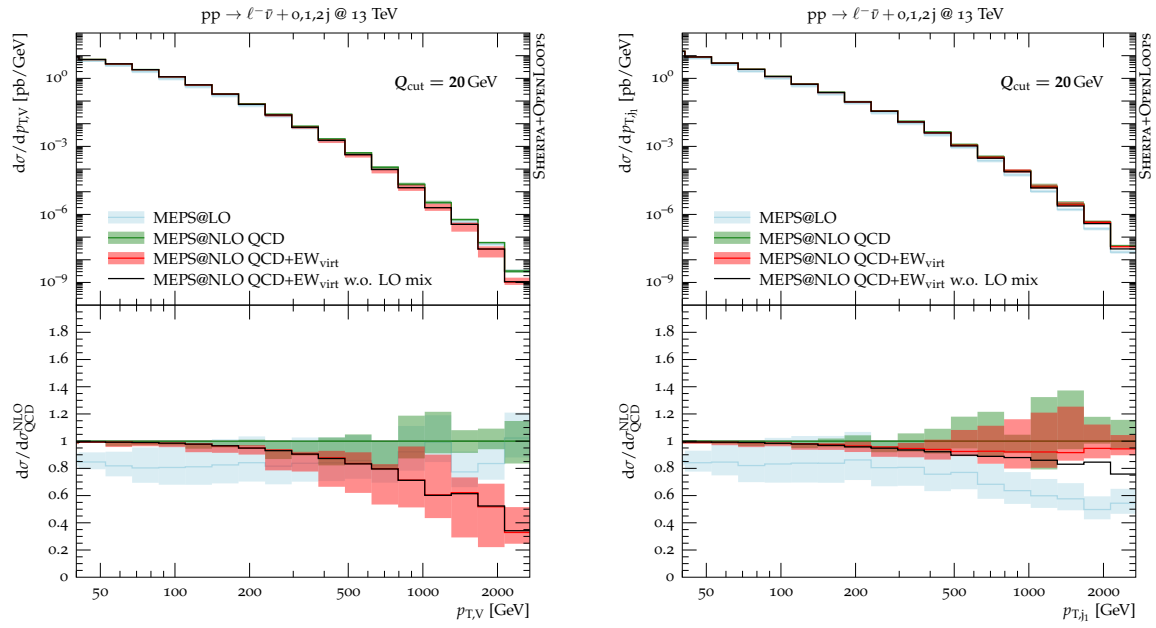 pp → ℓ⁻ν̄ + 0,1,2j @ 13 TeV
dσ/dp_T,V [pb/GeV]
10⁰
10⁻³
10⁻⁶
10⁻⁹
Q_cut = 20 GeV
MEPS@LO
MEPS@NLO QCD
MEPS@NLO QCD+EW_virt
MEPS@NLO QCD+EW_virt w.o. LO mix
SHERPA+OPENLOOPS
dσ/dσ^NLO_QCD
1.8
1.6
1.4
1.2
1
0.8
0.6
0.4
0.2
0
50 100 200 500 1000 2000
p_T,V [GeV]
pp → ℓ⁻ν̄ + 0,1,2j @ 13 TeV
dσ/dp_T,j₁ [pb/GeV]
10⁰
10⁻³
10⁻⁶
10⁻⁹
Q_cut = 20 GeV
MEPS@LO
MEPS@NLO QCD
MEPS@NLO QCD+EW_virt
MEPS@NLO QCD+EW_virt w.o. LO mix
SHERPA+OPENLOOPS
dσ/dσ^NLO_QCD
1.8
1.6
1.4
1.2
1
0.8
0.6
0.4
0.2
0
50 100 200 500 1000 2000
p_T,j₁ [GeV]